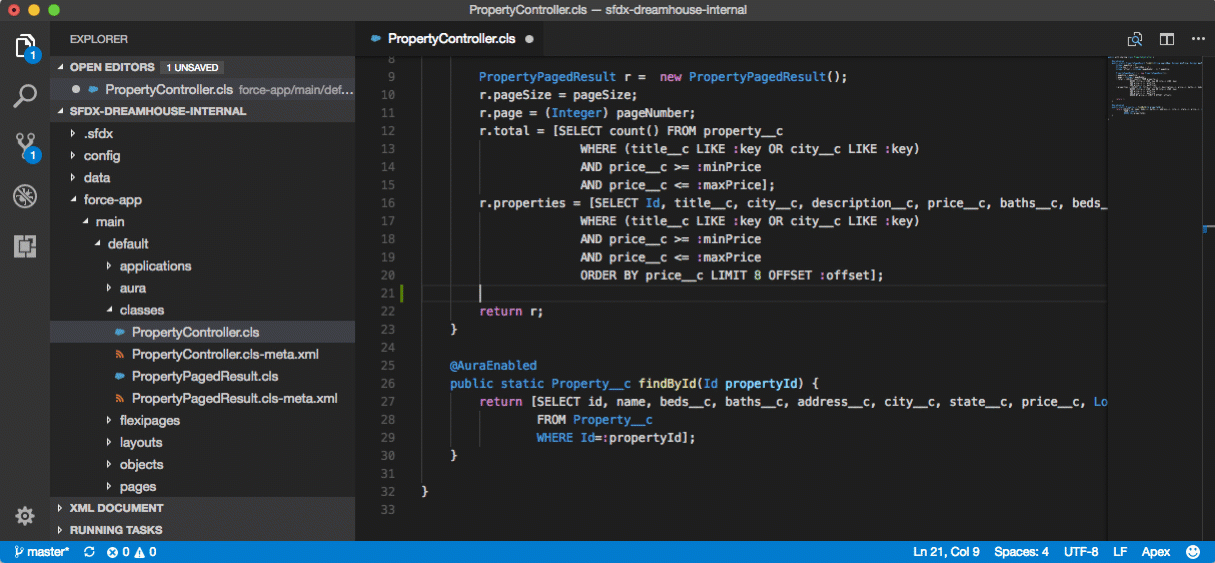 PropertyController.cls — sfdx-dreamhouse-internal
EXPLORER
OPEN EDITORS 1 UNSAVED
PropertyController.cls force-app/main/def...
SFDX-DREAMHOUSE-INTERNAL
.sfdx
config
data
force-app
main
default
applications
aura
classes
PropertyController.cls
PropertyController.cls-meta.xml
PropertyPagedResult.cls
PropertyPagedResult.cls-meta.xml
flexipages
layouts
objects
pages
XML DOCUMENT
RUNNING TASKS
1
1
PropertyController.cls
8
9 PropertyPagedResult r =  new PropertyPagedResult();
10 r.pageSize = pageSize;
11 r.page = (Integer) pageNumber;
12 r.total = [SELECT count() FROM property__c
13 WHERE (title__c LIKE :key OR city__c LIKE :key)
14 AND price__c >= :minPrice
15 AND price__c <= :maxPrice];
16 r.properties = [SELECT Id, title__c, city__c, description__c, price__c, baths__c, beds_
17 WHERE (title__c LIKE :key OR city__c LIKE :key)
18 AND price__c >= :minPrice
19 AND price__c <= :maxPrice
20 ORDER BY price__c LIMIT 8 OFFSET :offset];
21
22 return r;
23 }
24
25 @AuraEnabled
26 public static Property__c findById(Id propertyId) {
27 return [SELECT id, name, beds__c, baths__c, address__c, city__c, state__c, price__c, Lo
28 FROM Property__c
29 WHERE Id=:propertyId];
30 }
31
32 }
33
master* 0 0 Ln 21, Col 9 Spaces: 4 UTF-8 LF Apex